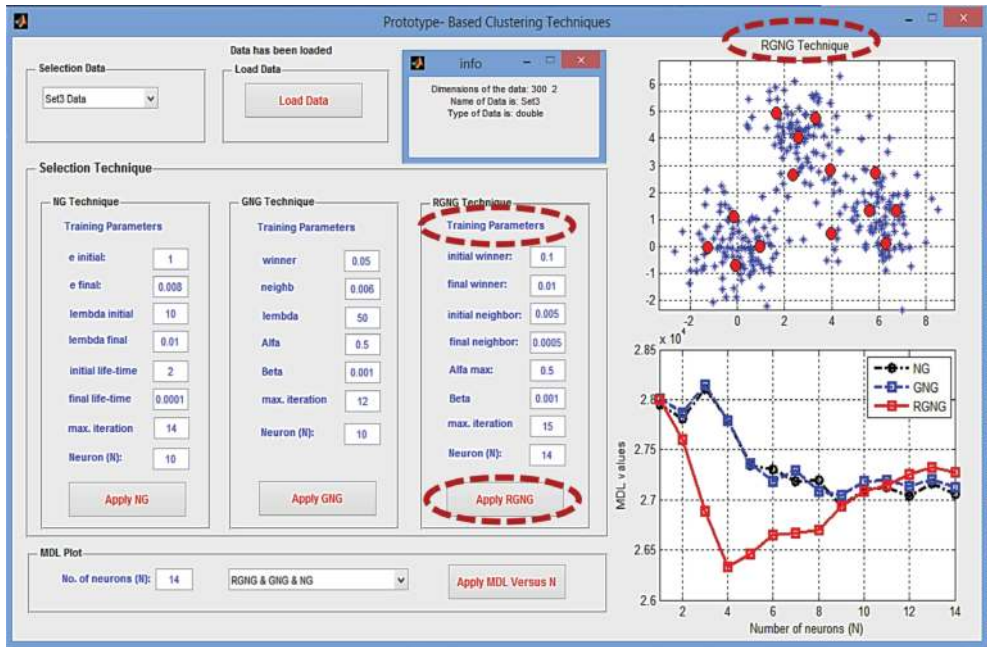 Prototype- Based Clustering Techniques
Data has been loaded
Selection Data
Set3 Data
Load Data
Load Data
info
Dimensions of the data: 300 2
Name of Data is: Set3
Type of Data is: double
Selection Technique
NG Technique
Training Parameters
e initial: 1
e final: 0.008
lembda initial 10
lembda final 0.01
initial life-time 2
final life-time 0.0001
max. iteration 14
Neuron (N): 10
Apply NG
GNG Technique
Training Parameters
winner 0.05
neighb 0.006
lembda 50
Alfa 0.5
Beta 0.001
max. iteration 12
Neuron (N): 10
Apply GNG
RGNG Technique
Training Parameters
initial winner: 0.1
final winner: 0.01
initial neighbor: 0.005
final neighbor: 0.0005
Alfa max: 0.5
Beta 0.001
max. iteration 15
Neuron (N): 14
Apply RGNG
MDL Plot
No. of neurons (N): 14
RGNG & GNG & NG
Apply MDL Versus N
RGNG Technique
6
5
4
3
2
1
0
-1
-2
-2 0 2 4 6 8
x 10^4
2.85
2.8
2.75
2.7
2.65
2.6
MDL values
NG
GNG
RGNG
2 4 6 8 10 12 14
Number of neurons (N)